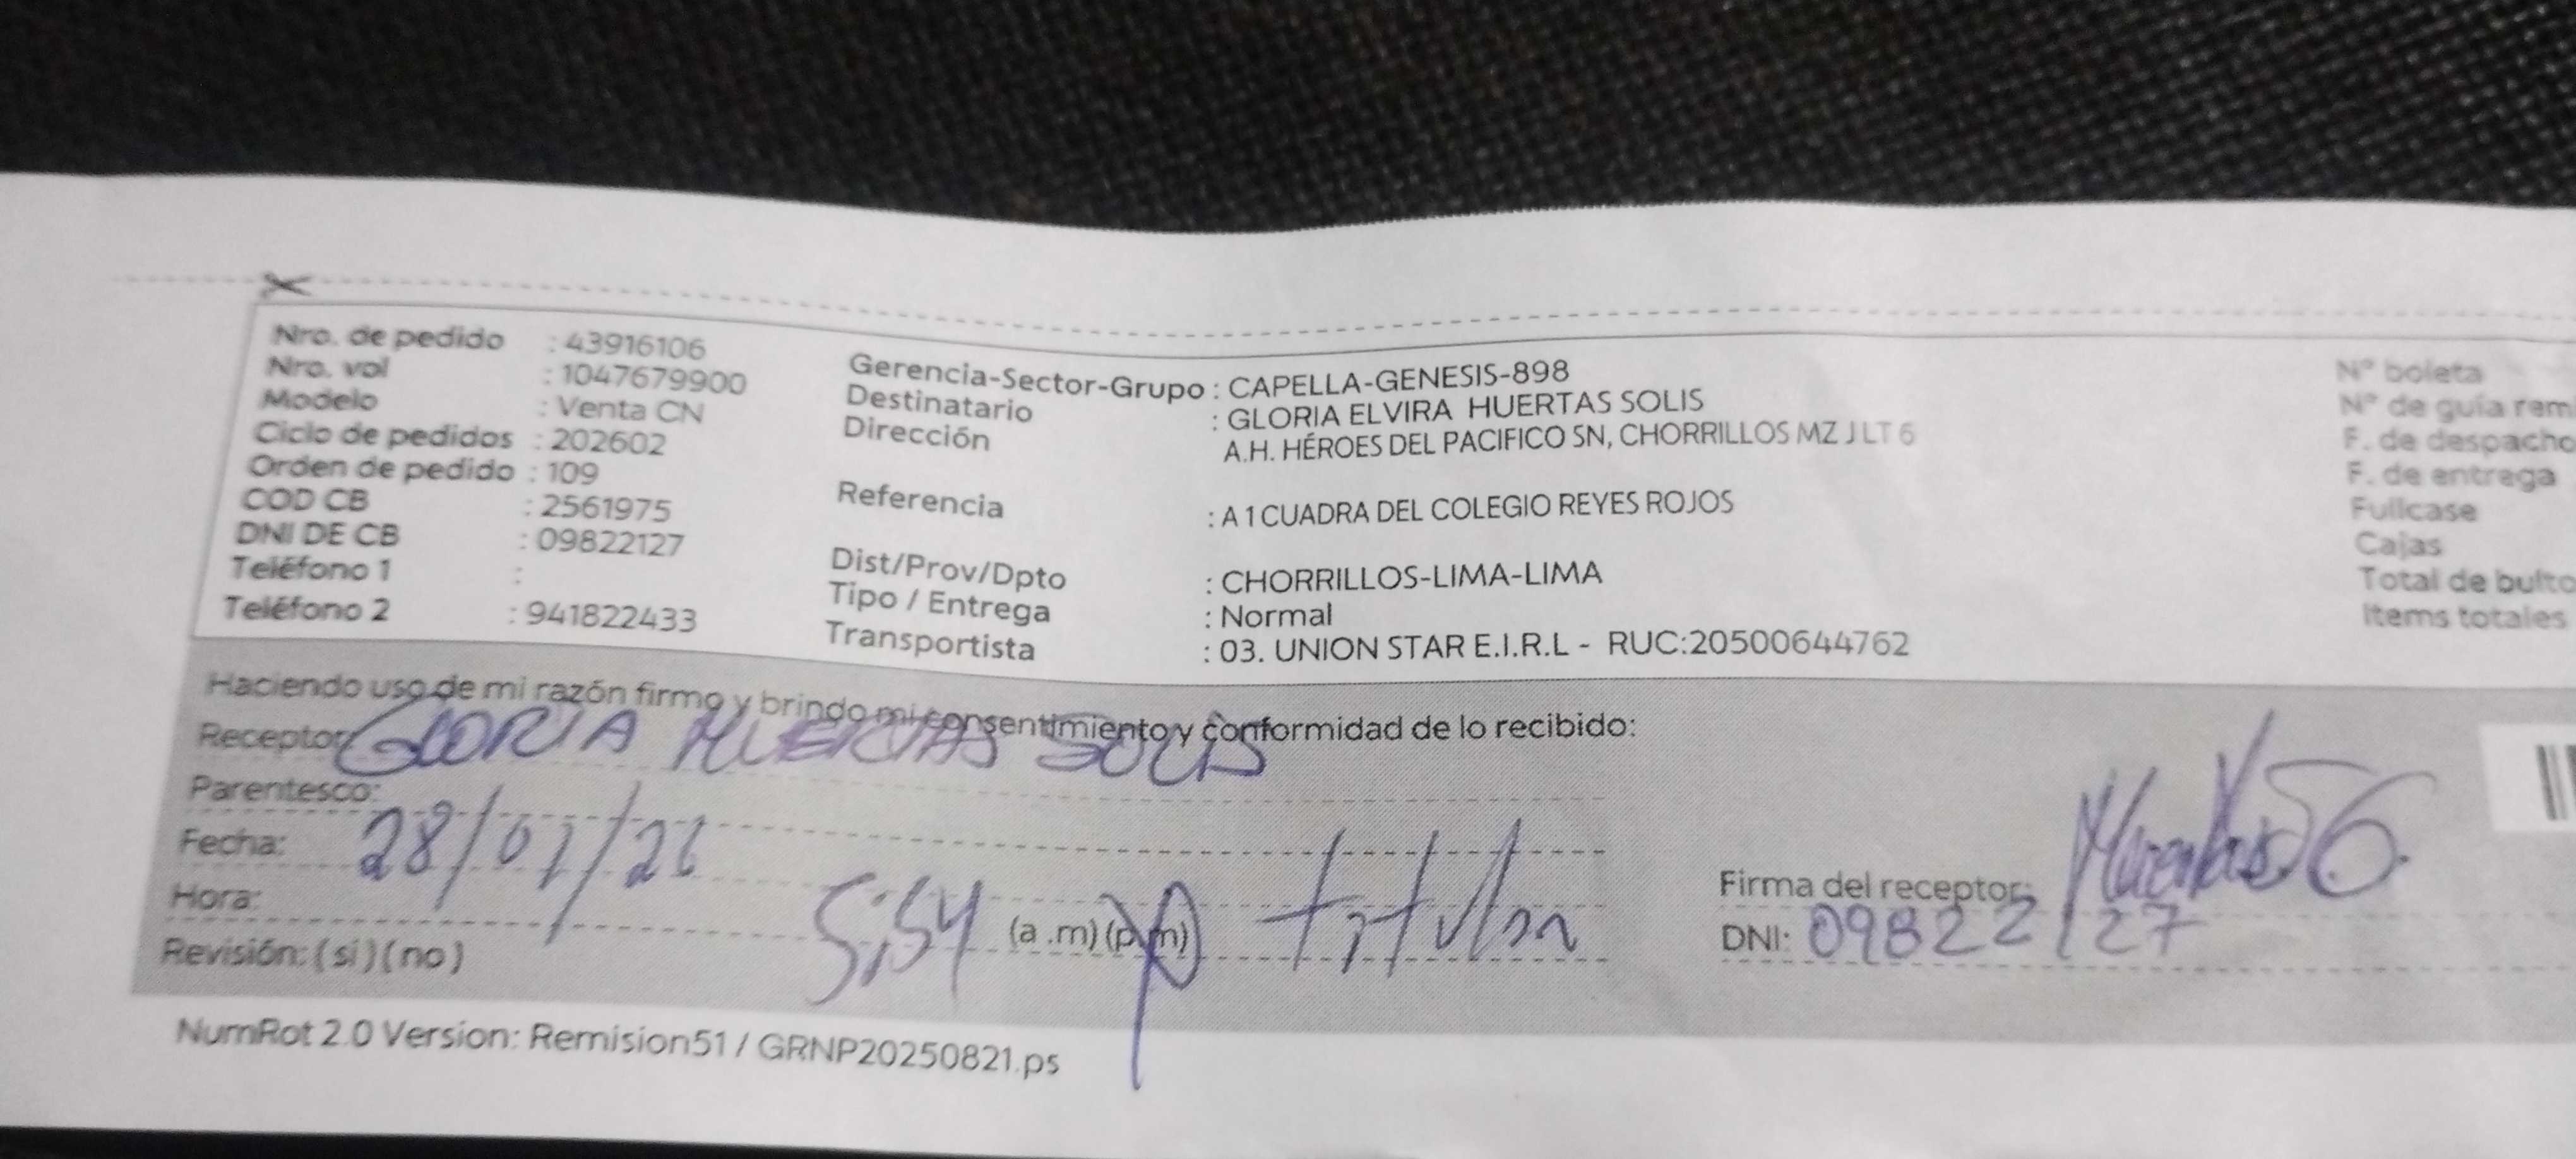 Nro. de pedido : 43916106
Nro. vol : 1047679900
Modelo : Venta CN
Ciclo de pedidos : 202602
Orden de pedido : 109
COD CB : 2561975
DNI DE CB : 09822127
Teléfono 1 :
Teléfono 2 : 941822433
Gerencia-Sector-Grupo : CAPELLA-GENESIS-898
Destinatario : GLORIA ELVIRA HUERTAS SOLIS
Dirección A.H. HÉROES DEL PACIFICO SN, CHORRILLOS MZ J LT 6
Referencia : A 1 CUADRA DEL COLEGIO REYES ROJOS
Dist/Prov/Dpto : CHORRILLOS-LIMA-LIMA
Tipo / Entrega : Normal
Transportista : 03. UNION STAR E.I.R.L - RUC:20500644762
N° boleta
N° de guía rem
F. de despacho
F. de entrega
Fullcase
Cajas
Total de bulto
Items totales
Haciendo uso de mi razón firmo y brindo mi consentimiento y conformidad de lo recibido:
Receptor GLORIA HUERTAS SOLIS
Parentesco:
Fecha: 28/01/26
Hora: 5:54 (a .m) (p.m) titular
Revisión: ( si ) ( no )
Firma del receptor: Huertas S G.
DNI: 09822127
NumRot 2.0 Version: Remision51 / GRNP20250821.ps